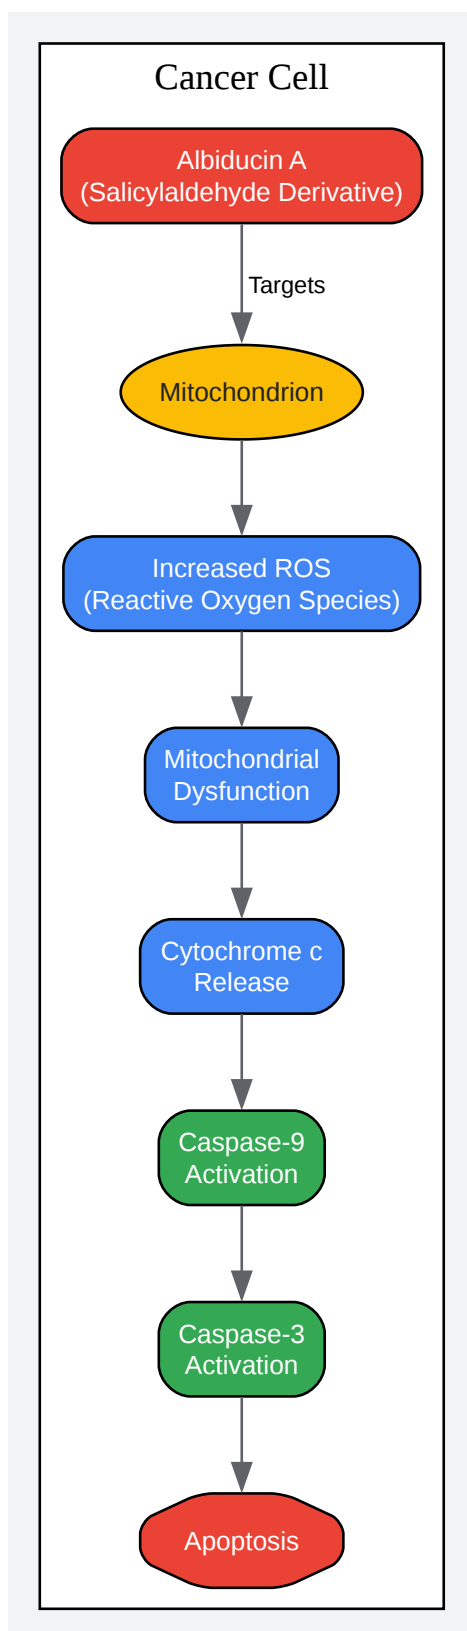 Cancer Cell
Albiducin A
(Salicylaldehyde Derivative)
Targets
Mitochondrion
Increased ROS
(Reactive Oxygen Species)
Mitochondrial
Dysfunction
Cytochrome c
Release
Caspase-9
Activation
Caspase-3
Activation
Apoptosis